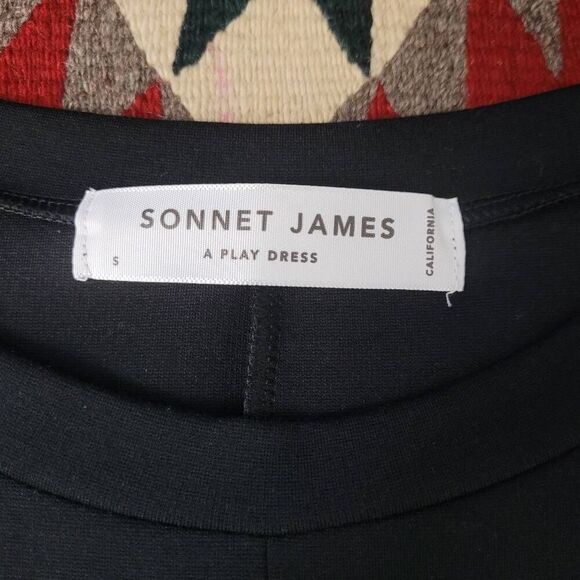 SONNET JAMES
A PLAY DRESS
S
CALIFORNIA